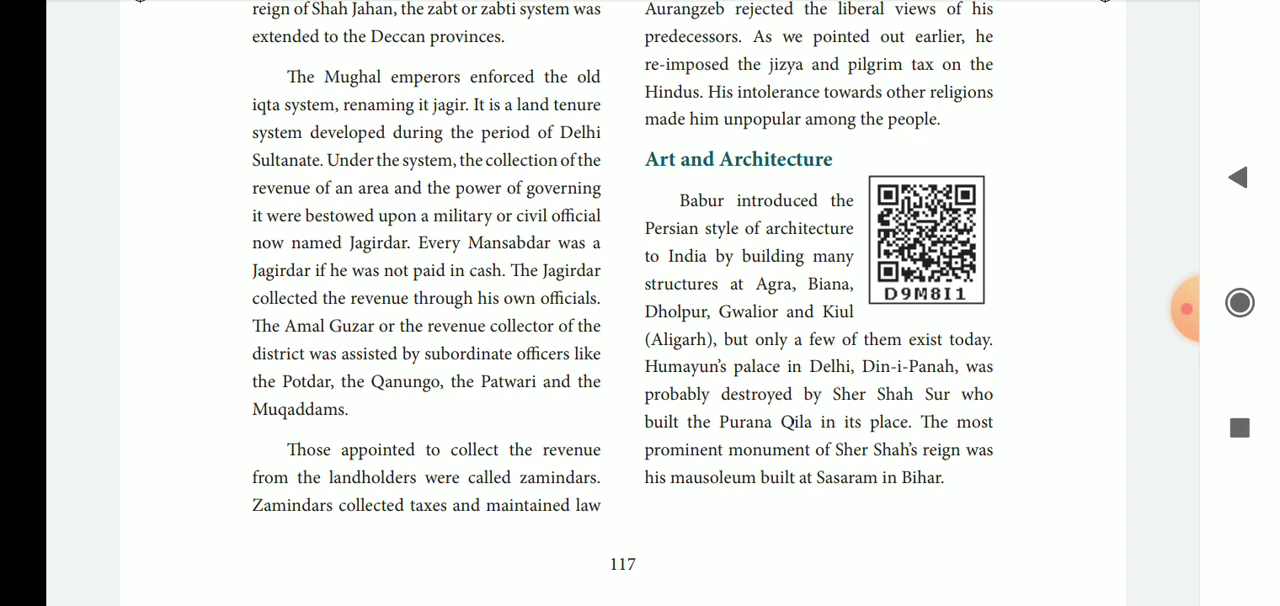 reign of Shah Jahan, the zabt or zabti system was
extended to the Deccan provinces.
The Mughal emperors enforced the old
iqta system, renaming it jagir. It is a land tenure
system developed during the period of Delhi
Sultanate. Under the system, the collection of the
revenue of an area and the power of governing
it were bestowed upon a military or civil official
now named Jagirdar. Every Mansabdar was a
Jagirdar if he was not paid in cash. The Jagirdar
collected the revenue through his own officials.
The Amal Guzar or the revenue collector of the
district was assisted by subordinate officers like
the Potdar, the Qanungo, the Patwari and the
Muqaddams.
Those appointed to collect the revenue
from the landholders were called zamindars.
Zamindars collected taxes and maintained law
Aurangzeb rejected the liberal views of his
predecessors. As we pointed out earlier, he
re-imposed the jizya and pilgrim tax on the
Hindus. His intolerance towards other religions
made him unpopular among the people.
Art and Architecture
Babur introduced the
Persian style of architecture
to India by building many
structures at Agra, Biana,
Dholpur, Gwalior and Kiul
(Aligarh), but only a few of them exist today.
Humayun's palace in Delhi, Din-i-Panah, was
probably destroyed by Sher Shah Sur who
built the Purana Qila in its place. The most
prominent monument of Sher Shah's reign was
his mausoleum built at Sasaram in Bihar.
D9M8I1
117